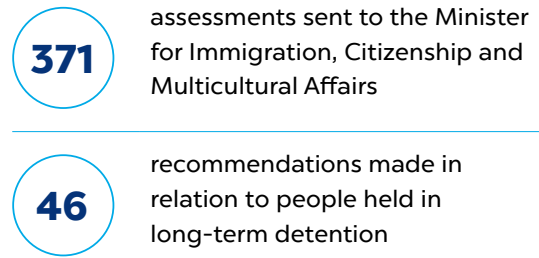 371
assessments sent to the Minister
for Immigration, Citizenship and
Multicultural Affairs
46
recommendations made in
relation to people held in
long-term detention